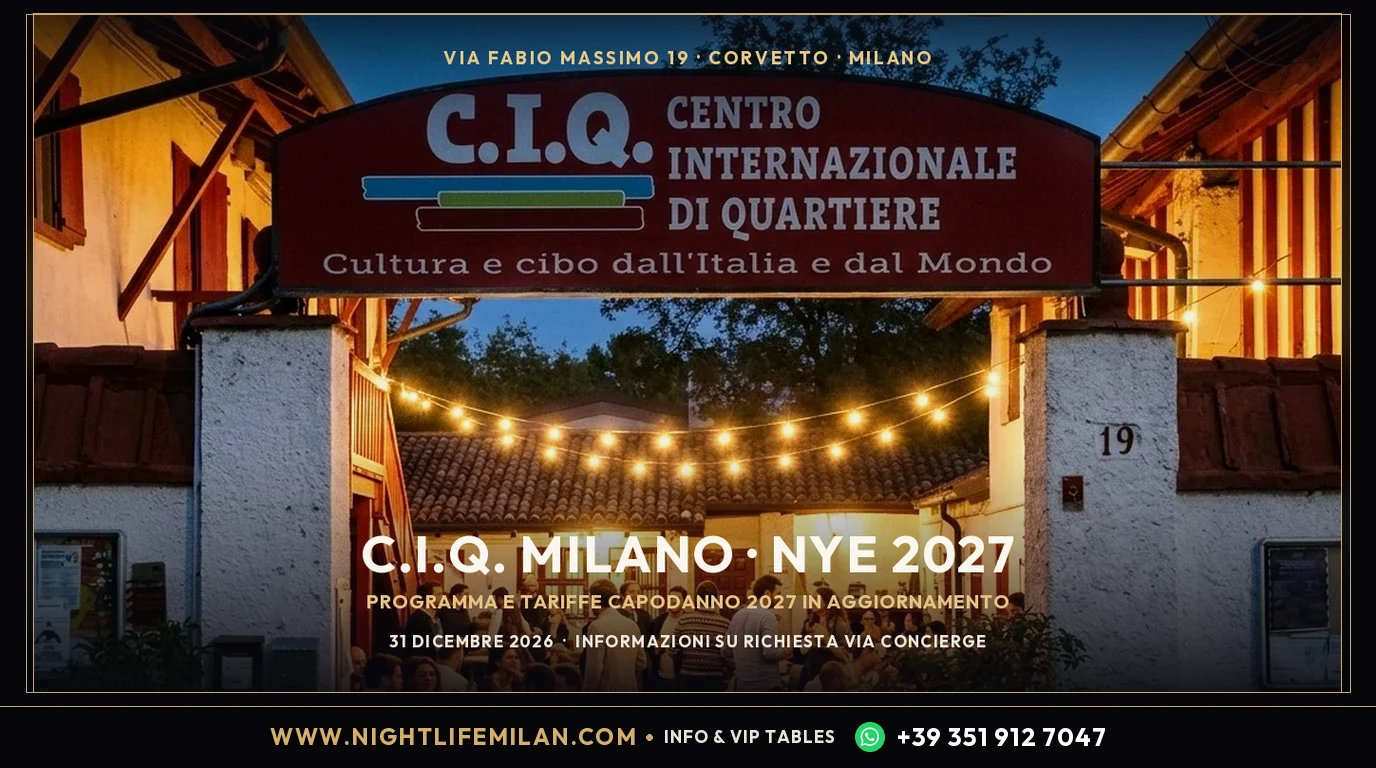 VIA FABIO MASSIMO 19 · CORVETTO · MILANO
C.I.Q. CENTRO
INTERNAZIONALE
DI QUARTIERE
Cultura e cibo dall'Italia e dal Mondo
19
C.I.Q. MILANO · NYE 2027
PROGRAMMA E TARIFFE CAPODANNO 2027 IN AGGIORNAMENTO
31 DICEMBRE 2026 · INFORMAZIONI SU RICHIESTA VIA CONCIERGE
WWW.NIGHTLIFEMILAN.COM • INFO & VIP TABLES +39 351 912 7047